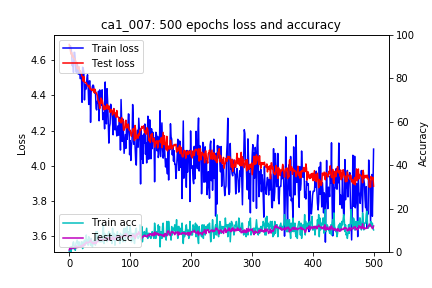 ca1_007: 500 epochs loss and accuracy
Train loss
Test loss
Train acc
Test acc
Loss
4.6
4.4
4.2
4.0
3.8
3.6
Accuracy
100
80
60
40
20
0
0 100 200 300 400 500